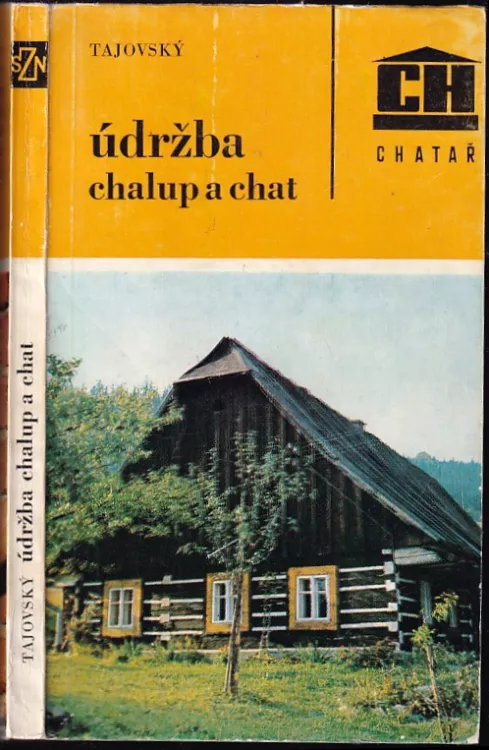 SZN
TAJOVSKÝ
údržba
chalup a chat
CH
CHATAŘ
TAJOVSKÝ údržba chalup a chat